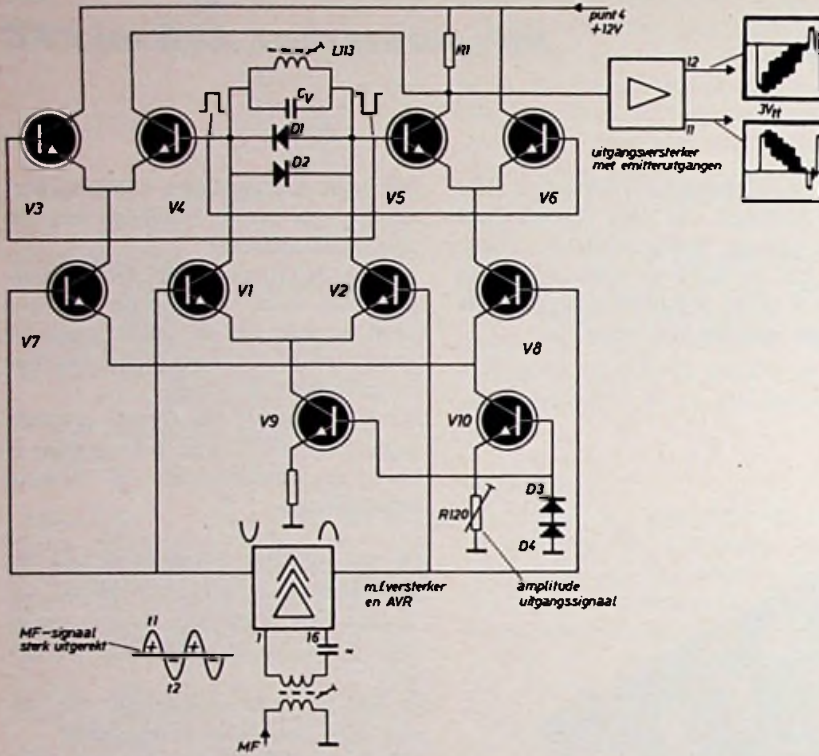 punt 4
+12V
L113
R1
12
CV
3Vtt
D1
11
D2
uitgangsversterker
met emitteruitgangen
V3
V4
V5
V6
V7
V1
V2
V8
V9
V10
D3
R120
D4
m.f.versterker
en AVR
amplitude
uitgangssignaal
1
16
~
MF-signaal
sterk uitgerekt
t1
+ +
- -
t2
MF